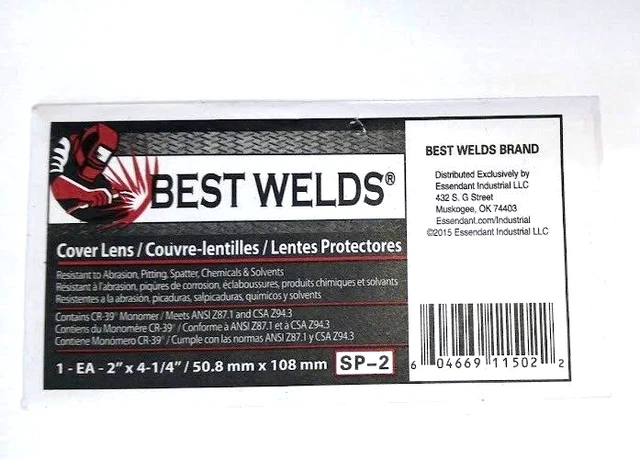 BEST WELDS®
Cover Lens / Couvre-lentilles / Lentes Protectores
Resistant to Abrasion, Pitting, Spatter, Chemicals & Solvents
Résistant à l'abrasion, piqûres de corrosion, éclaboussures, produits chimiques et solvants
Resistentes a la abrasión, picaduras, salpicaduras, químicos y solventes
Contains CR-39® Monomer / Meets ANSI Z87.1 and CSA Z94.3
Contiens du Monomère CR-39® / Conforme à ANSI Z87.1 et à CSA Z94.3
Contiene Monómero CR-39® / Cumple con las normas ANSI Z87.1 y CSA Z94.3
1 - EA - 2" x 4-1/4" / 50.8 mm x 108 mm
SP-2
BEST WELDS BRAND
Distributed Exclusively by
Essendant Industrial LLC
432 S. G Street
Muskogee, OK 74403
Essendant.com/Industrial
©2015 Essendant Industrial LLC
6 04669 11502 2